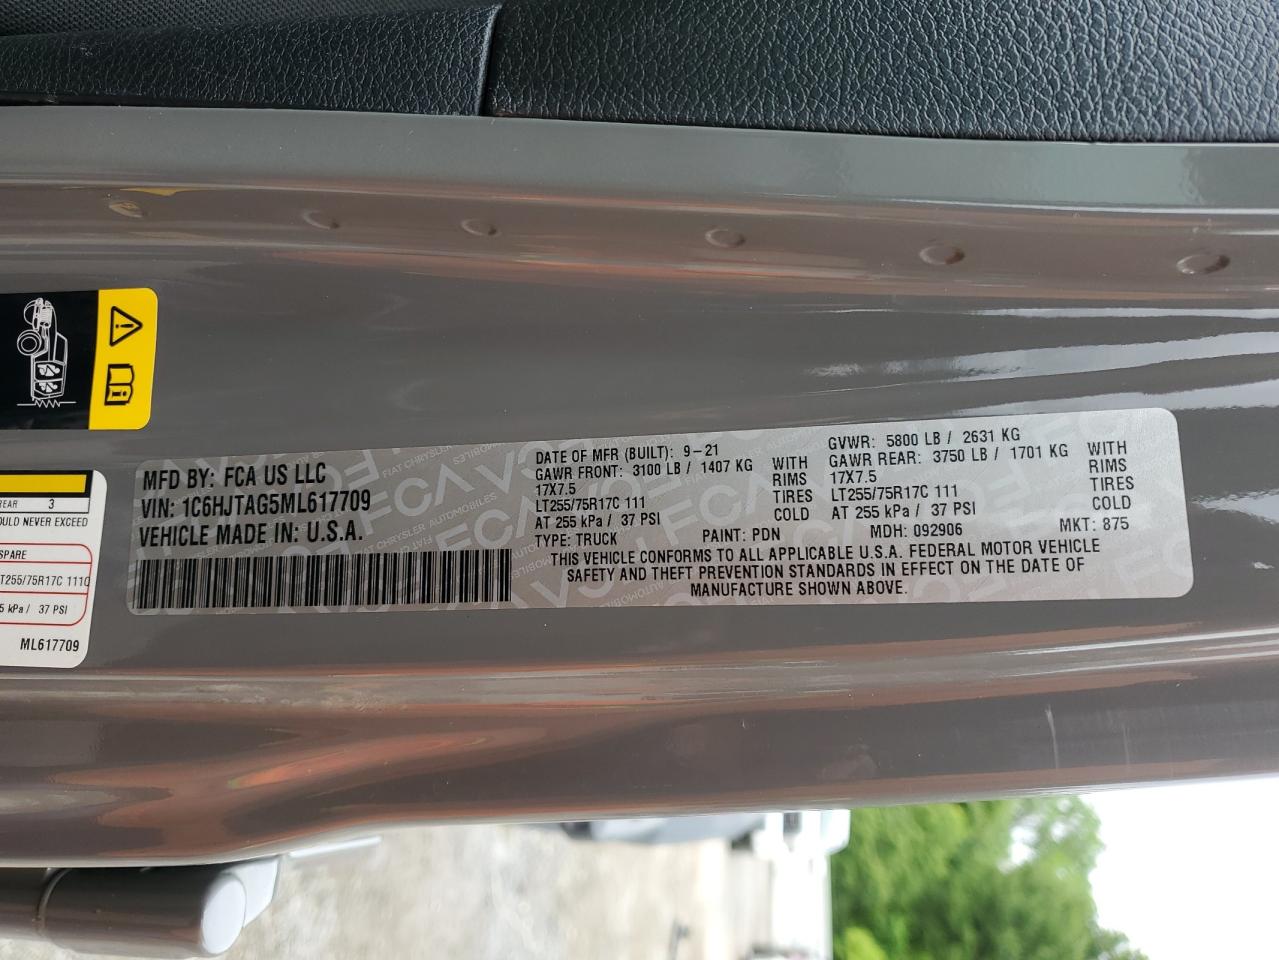 MFD BY: FCA US LLC
VIN: 1C6HJTAG5ML617709
VEHICLE MADE IN: U.S.A.
DATE OF MFR (BUILT): 9-21
GAWR FRONT: 3100 LB / 1407 KG WITH
17X7.5 RIMS
LT255/75R17C 111 TIRES
AT 255 kPa / 37 PSI COLD
TYPE: TRUCK PAINT: PDN
GVWR: 5800 LB / 2631 KG
GAWR REAR: 3750 LB / 1701 KG WITH
17X7.5 RIMS
LT255/75R17C 111 TIRES
AT 255 kPa / 37 PSI COLD
MDH: 092906 MKT: 875
THIS VEHICLE CONFORMS TO ALL APPLICABLE U.S.A. FEDERAL MOTOR VEHICLE
SAFETY AND THEFT PREVENTION STANDARDS IN EFFECT ON THE DATE OF
MANUFACTURE SHOWN ABOVE.
REAR 3
NEVER EXCEED
SPARE
255/75R17C 111
kPa / 37 PSI
ML617709